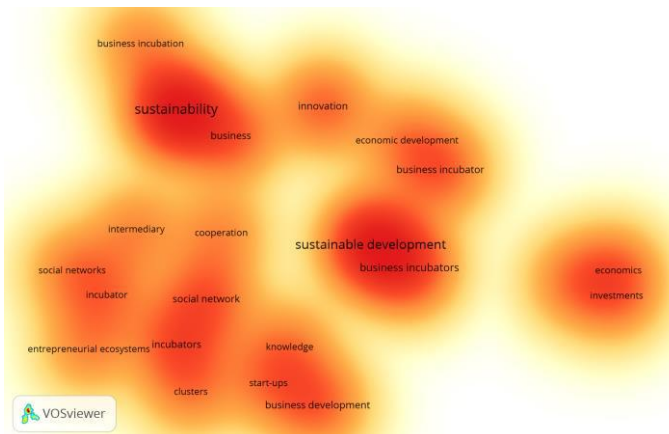 business incubation
sustainability
innovation
business
economic development
business incubator
intermediary
cooperation
sustainable development
business incubators
social networks
economics
incubator
social network
investments
entrepreneurial ecosystems
incubators
knowledge
start-ups
clusters
business development
VOSviewer